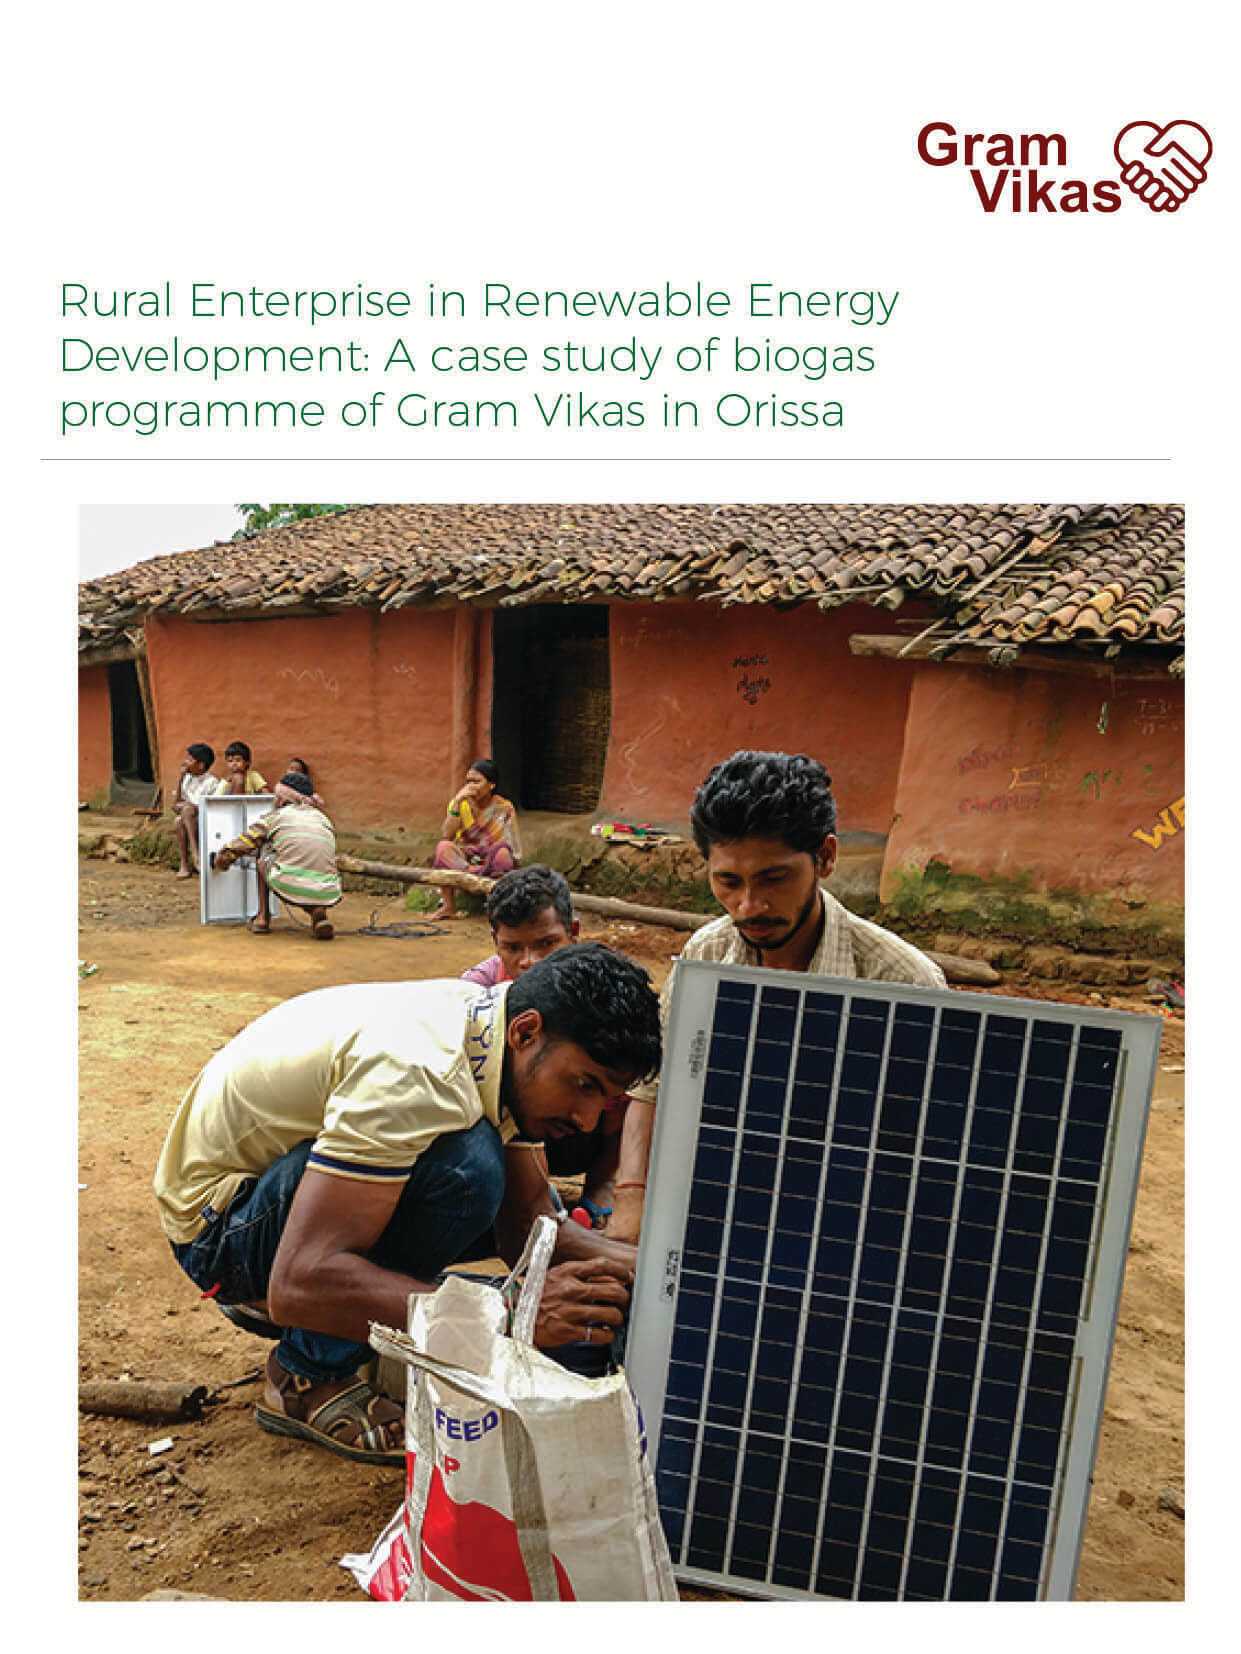 Gram
Vikas
Rural Enterprise in Renewable Energy
Development: A case study of biogas
programme of Gram Vikas in Orissa
WE
FEED
P